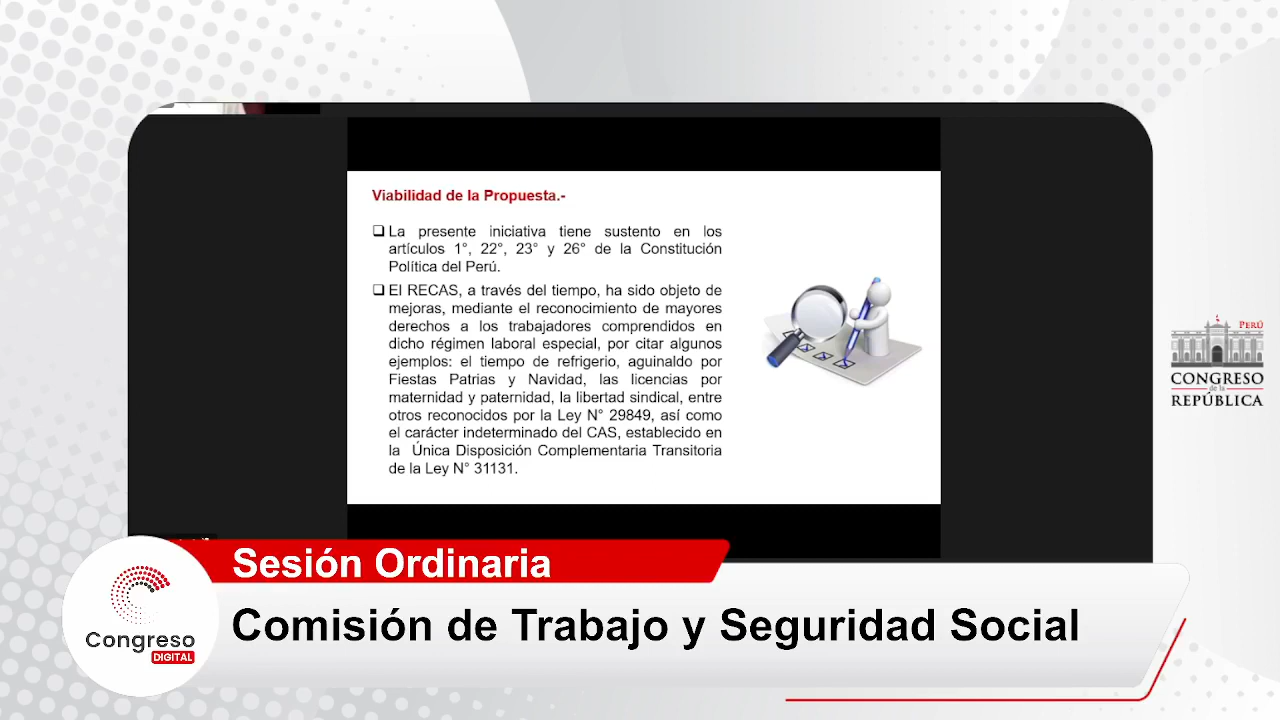 Viabilidad de la Propuesta.-
❑ La presente iniciativa tiene sustento en los
artículos 1°, 22°, 23° y 26° de la Constitución
Política del Perú.
❑ El RECAS, a través del tiempo, ha sido objeto de
mejoras, mediante el reconocimiento de mayores
derechos a los trabajadores comprendidos en
dicho régimen laboral especial, por citar algunos
ejemplos: el tiempo de refrigerio, aguinaldo por
Fiestas Patrias y Navidad, las licencias por
maternidad y paternidad, la libertad sindical, entre
otros reconocidos por la Ley N° 29849, así como
el carácter indeterminado del CAS, establecido en
la Única Disposición Complementaria Transitoria
de la Ley N° 31131.
PERÚ
CONGRESO
de la
REPÚBLICA
Sesión Ordinaria
Comisión de Trabajo y Seguridad Social
Congreso
DIGITAL